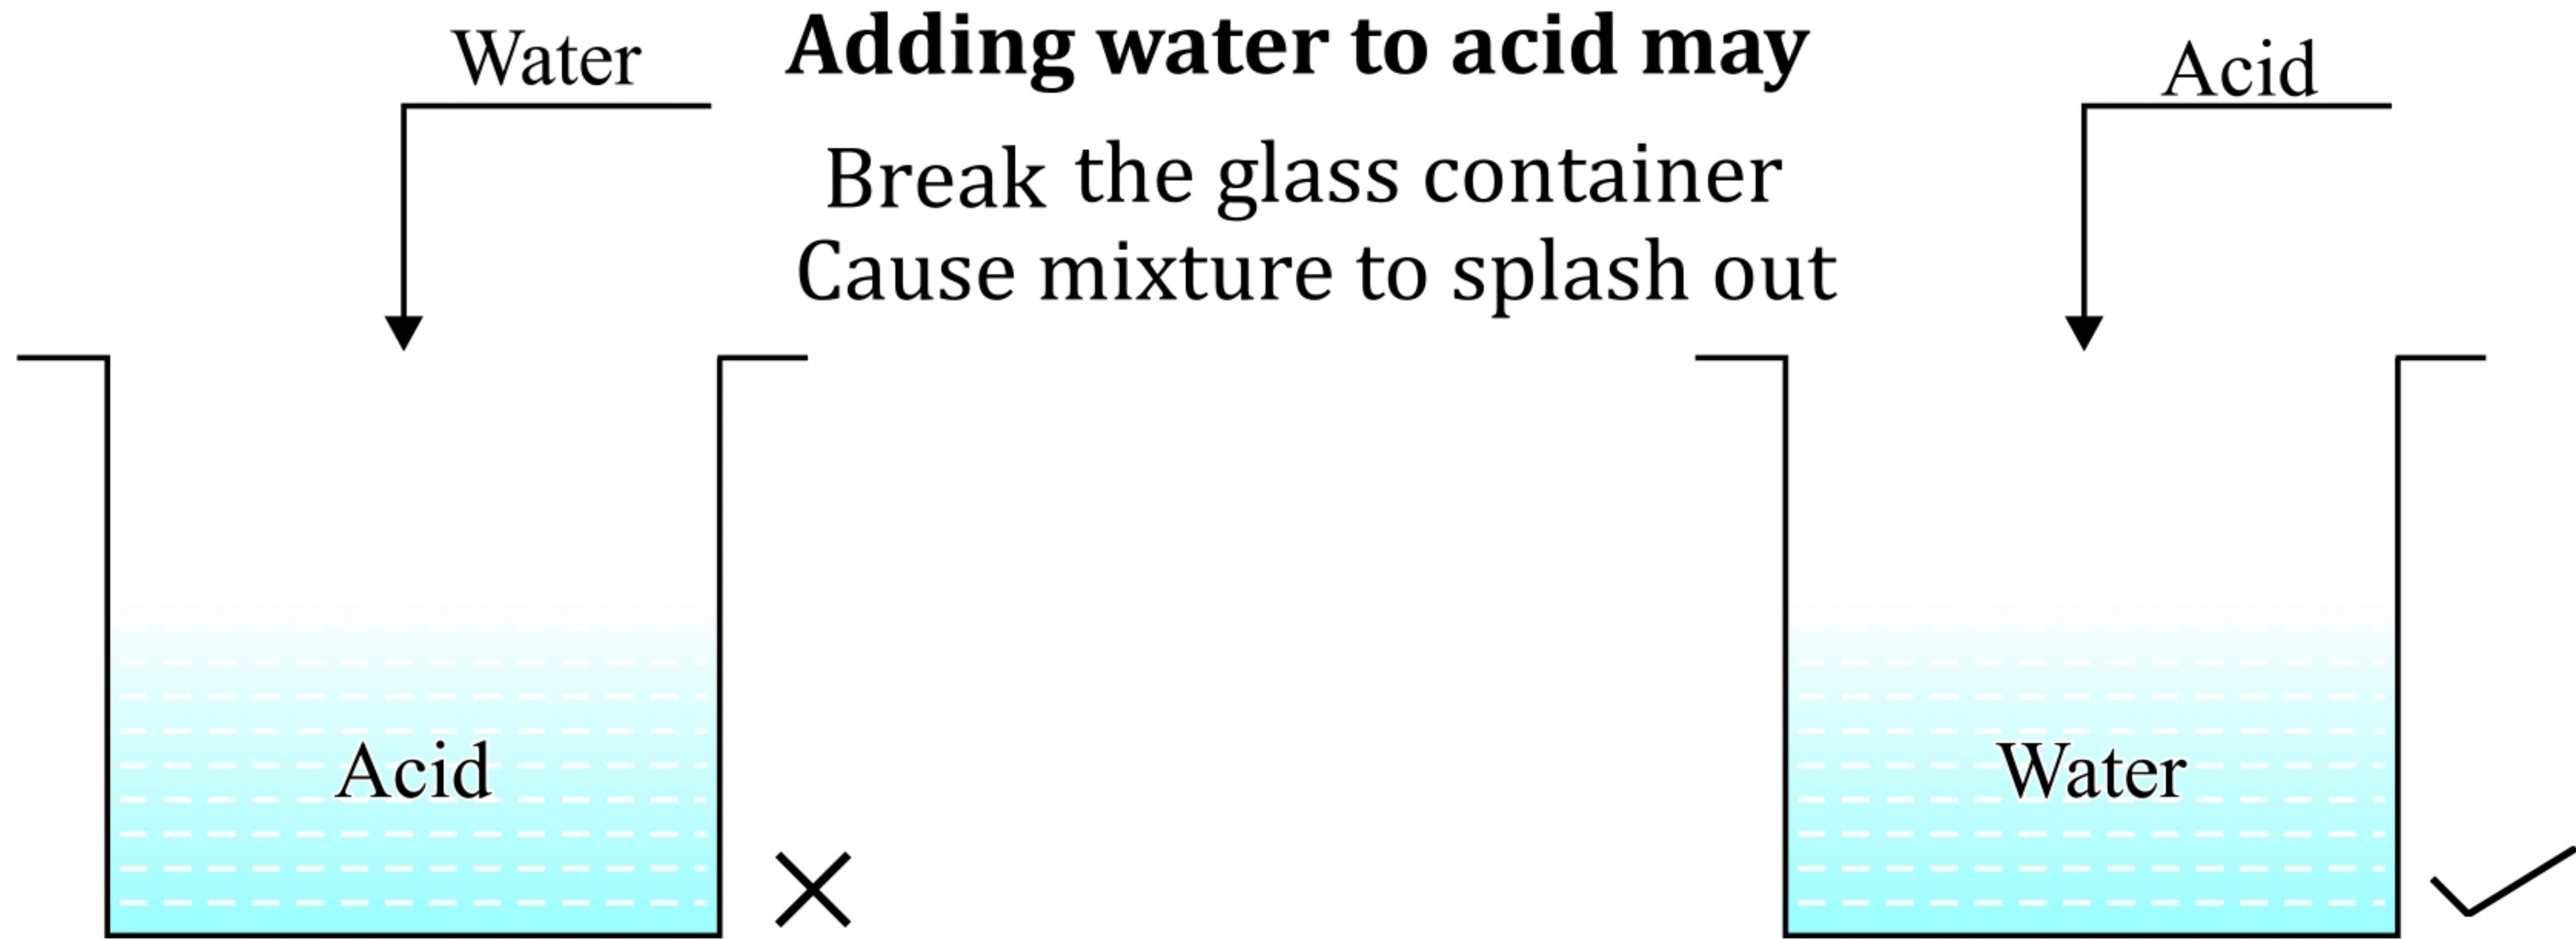 Water
Adding water to acid may
Acid
Break the glass container
Cause mixture to splash out
Acid
Water